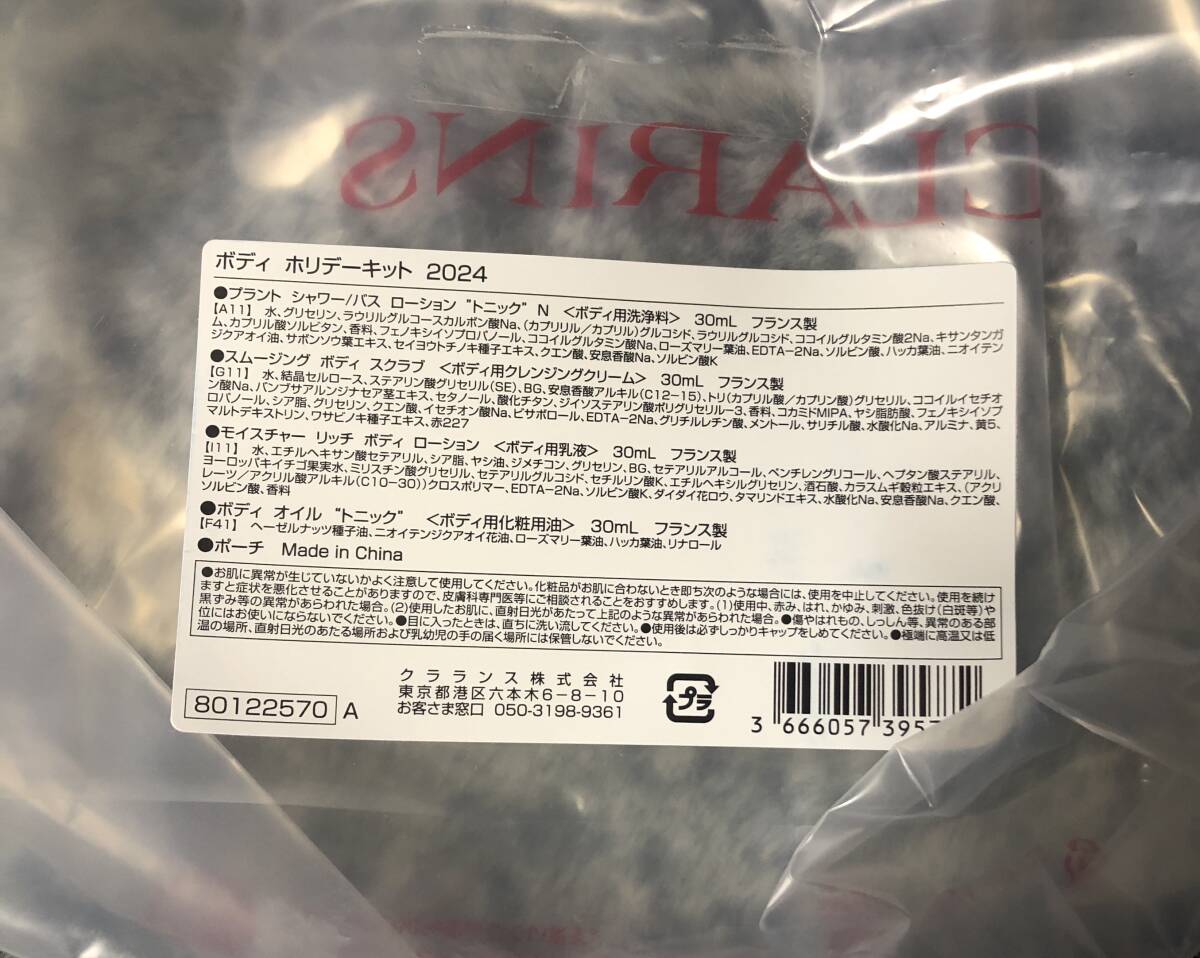 CLARINS
ボディ ホリデーキット 2024
●プラント シャワー/バス ローション “トニック” N <ボディ用洗浄料> 30mL フランス製
【A11】 水、グリセリン、ラウリルグルコースカルボン酸Na、(カプリリル/カプリル)グルコシド、ラウリルグルコシド、ココイルグルタミン酸2Na、キサンタンガ
ム、カプリル酸ソルビタン、香料、フェノキシイソプロパノール、ココイルグルタミン酸Na、ローズマリー葉油、EDTA-2Na、ソルビン酸、ハッカ葉油、ニオイテン
ジクアオイ油、サボンソウ葉エキス、セイヨウトチノキ種子エキス、クエン酸、安息香酸Na、ソルビン酸K
●スムージング ボディ スクラブ <ボディ用クレンジングクリーム> 30mL フランス製
【G11】 水、結晶セルロース、ステアリン酸グリセリル(SE)、BG、安息香酸アルキル(C12-15)、トリ(カプリル酸/カプリン酸)グリセリル、ココイルイセチオ
ン酸Na、バンブサアルンジナセア茎エキス、セタノール、酸化チタン、ジイソステアリン酸ポリグリセリル-3、香料、コカミドMIPA、ヤシ脂肪酸、フェノキシイソプ
ロパノール、シア脂、グリセリン、クエン酸、イセチオン酸Na、ビサボロール、EDTA-2Na、グリチルレチン酸、メントール、サリチル酸、水酸化Na、アルミナ、黄5、
マルトデキストリン、ワサビノキ種子エキス、赤227
●モイスチャー リッチ ボディ ローション <ボディ用乳液> 30mL フランス製
【I11】 水、エチルヘキサン酸セテアリル、シア脂、ヤシ油、ジメチコン、グリセリン、BG、セテアリルアルコール、ペンチレングリコール、ヘプタン酸ステアリル、
ヨーロッパキイチゴ果実水、ミリスチン酸グリセリル、セテアリルグルコシド、セチルリン酸K、エチルヘキシルグリセリン、酒石酸、カラスムギ穀粒エキス、(アクリ
レーツ/アクリル酸アルキル(C10-30))クロスポリマー、EDTA-2Na、ソルビン酸K、ダイダイ花ロウ、タマリンドエキス、水酸化Na、安息香酸Na、クエン酸、
ソルビン酸、香料
●ボディ オイル “トニック” <ボディ用化粧用油> 30mL フランス製
【F41】 ヘーゼルナッツ種子油、ニオイテンジクアオイ花油、ローズマリー葉油、ハッカ葉油、リナロール
●ポーチ Made in China
●お肌に異常が生じていないかよく注意して使用してください。化粧品がお肌に合わないとき即ち次のような場合には、使用を中止してください。使用を続け
ますと症状を悪化させることがありますので、皮膚科専門医等にご相談されることをおすすめします。(1)使用中、赤み、はれ、かゆみ、刺激、色抜け(白斑等)や
黒ずみ等の異常があらわれた場合。(2)使用したお肌に、直射日光があたって上記のような異常があらわれた場合。●傷やはれもの、しっしん等、異常のある部
位にはお使いにならないでください。●目に入ったときは、直ちに洗い流してください。●使用後は必ずしっかりキャップをしめてください。●極端に高温又は低
温の場所、直射日光のあたる場所および乳幼児の手の届く場所には保管しないでください。
クラランス株式会社
東京都港区六本木6-8-10
お客さま窓口 050-3198-9361
80122570 A
プラ
3 666057 395